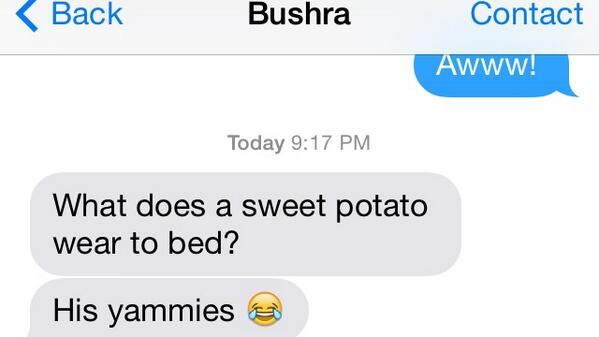 Back Bushra Contact
Awww!
Today 9:17 PM
What does a sweet potato
wear to bed?
His yammies 😂